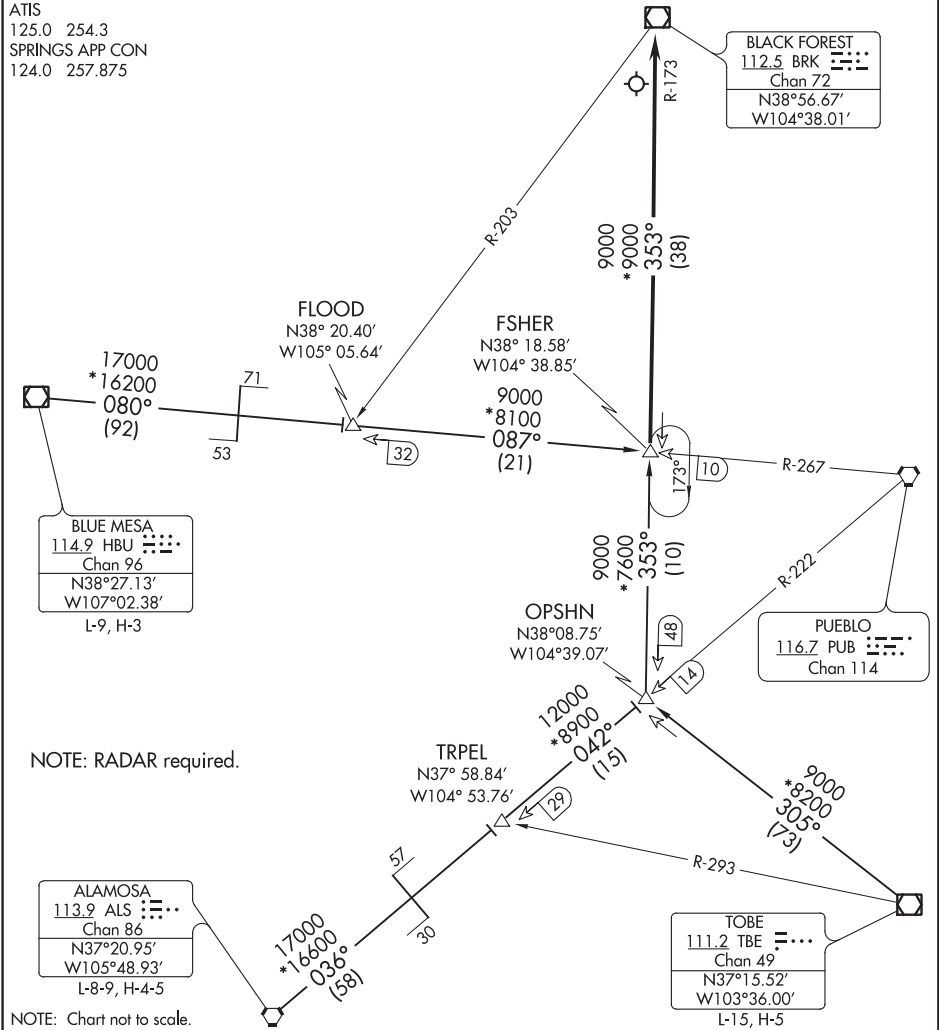 ATIS
125.0 254.3
SPRINGS APP CON
124.0 257.875
BLACK FOREST
112.5 BRK
Chan 72
N38°56.67'
W104°38.01'
R-173
R-203
9000
*9000
353°
(38)
FLOOD
N38° 20.40'
W105° 05.64'
FSHER
N38° 18.58'
W104° 38.85'
17000
*16200
080°
(92)
71
53
9000
*8100
087°
(21)
32
173°
10
R-267
BLUE MESA
114.9 HBU
Chan 96
N38°27.13'
W107°02.38'
L-9, H-3
9000
*7600
353°
(10)
R-222
OPSHN
N38°08.75'
W104°39.07'
48
14
PUEBLO
116.7 PUB
Chan 114
NOTE: RADAR required.
12000
*8900
042°
(15)
TRPEL
N37° 58.84'
W104° 53.76'
29
9000
*8200
305°
(73)
R-293
57
30
ALAMOSA
113.9 ALS
Chan 86
N37°20.95'
W105°48.93'
L-8-9, H-4-5
17000
*16600
036°
(58)
TOBE
111.2 TBE
Chan 49
N37°15.52'
W103°36.00'
L-15, H-5
NOTE: Chart not to scale.